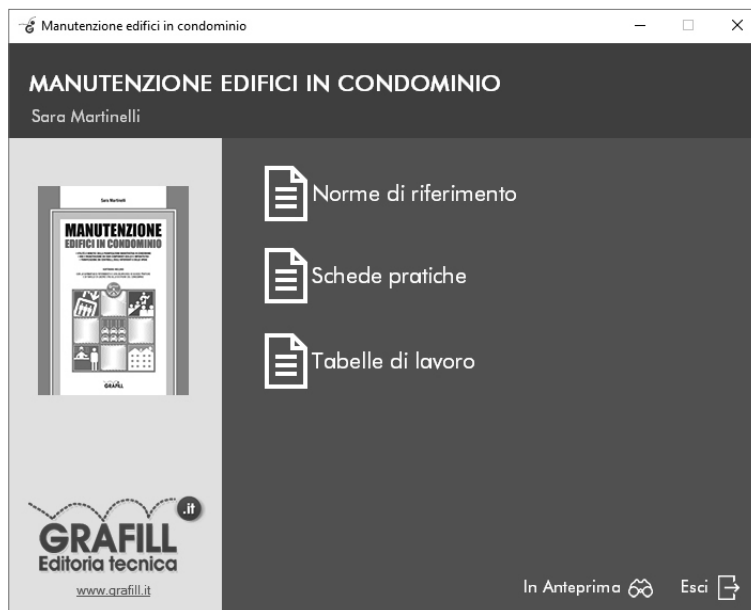 Manutenzione edifici in condominio
MANUTENZIONE EDIFICI IN CONDOMINIO
Sara Martinelli
Sara Martinelli
MANUTENZIONE
EDIFICI IN CONDOMINIO
GRAFILL
Norme di riferimento
Schede pratiche
Tabelle di lavoro
.it
GRAFILL
Editoria tecnica
www.grafill.it
In Anteprima
Esci